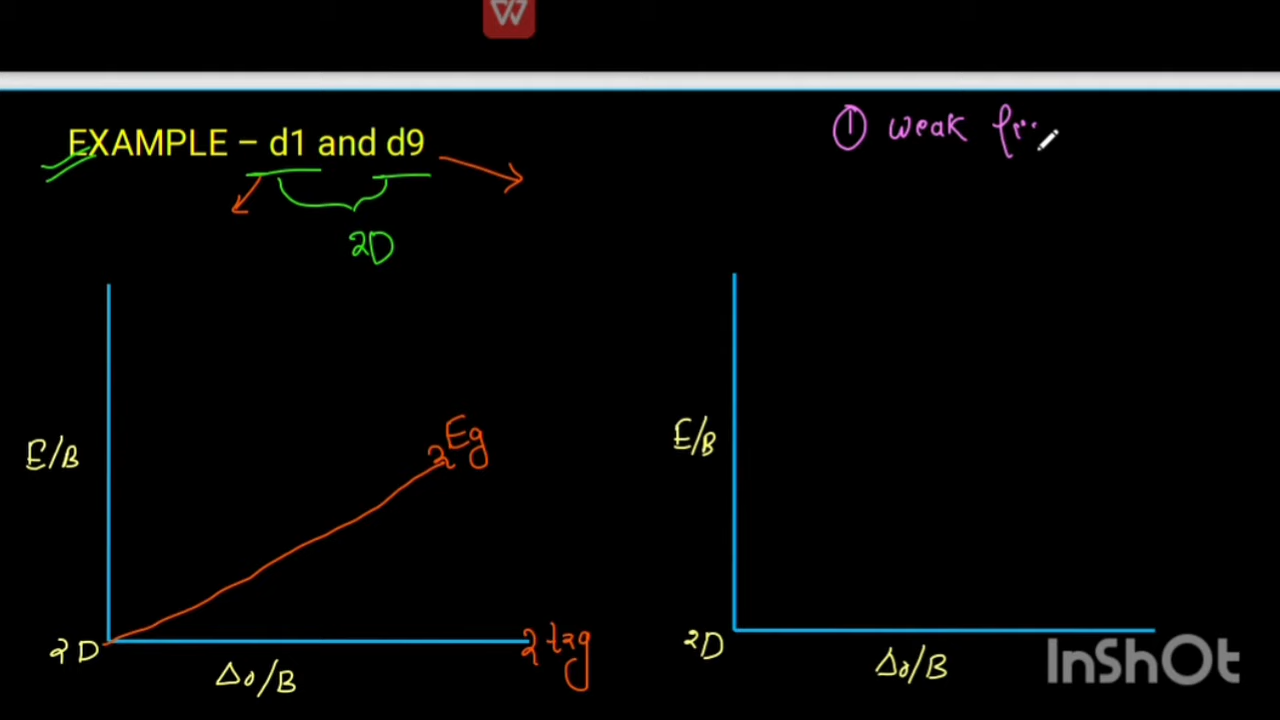 EXAMPLE – d1 and d9
① weak
2D
2Eg
E/B
E/B
2D
2t2g
Δo/B
2D
Δo/B
InShOt